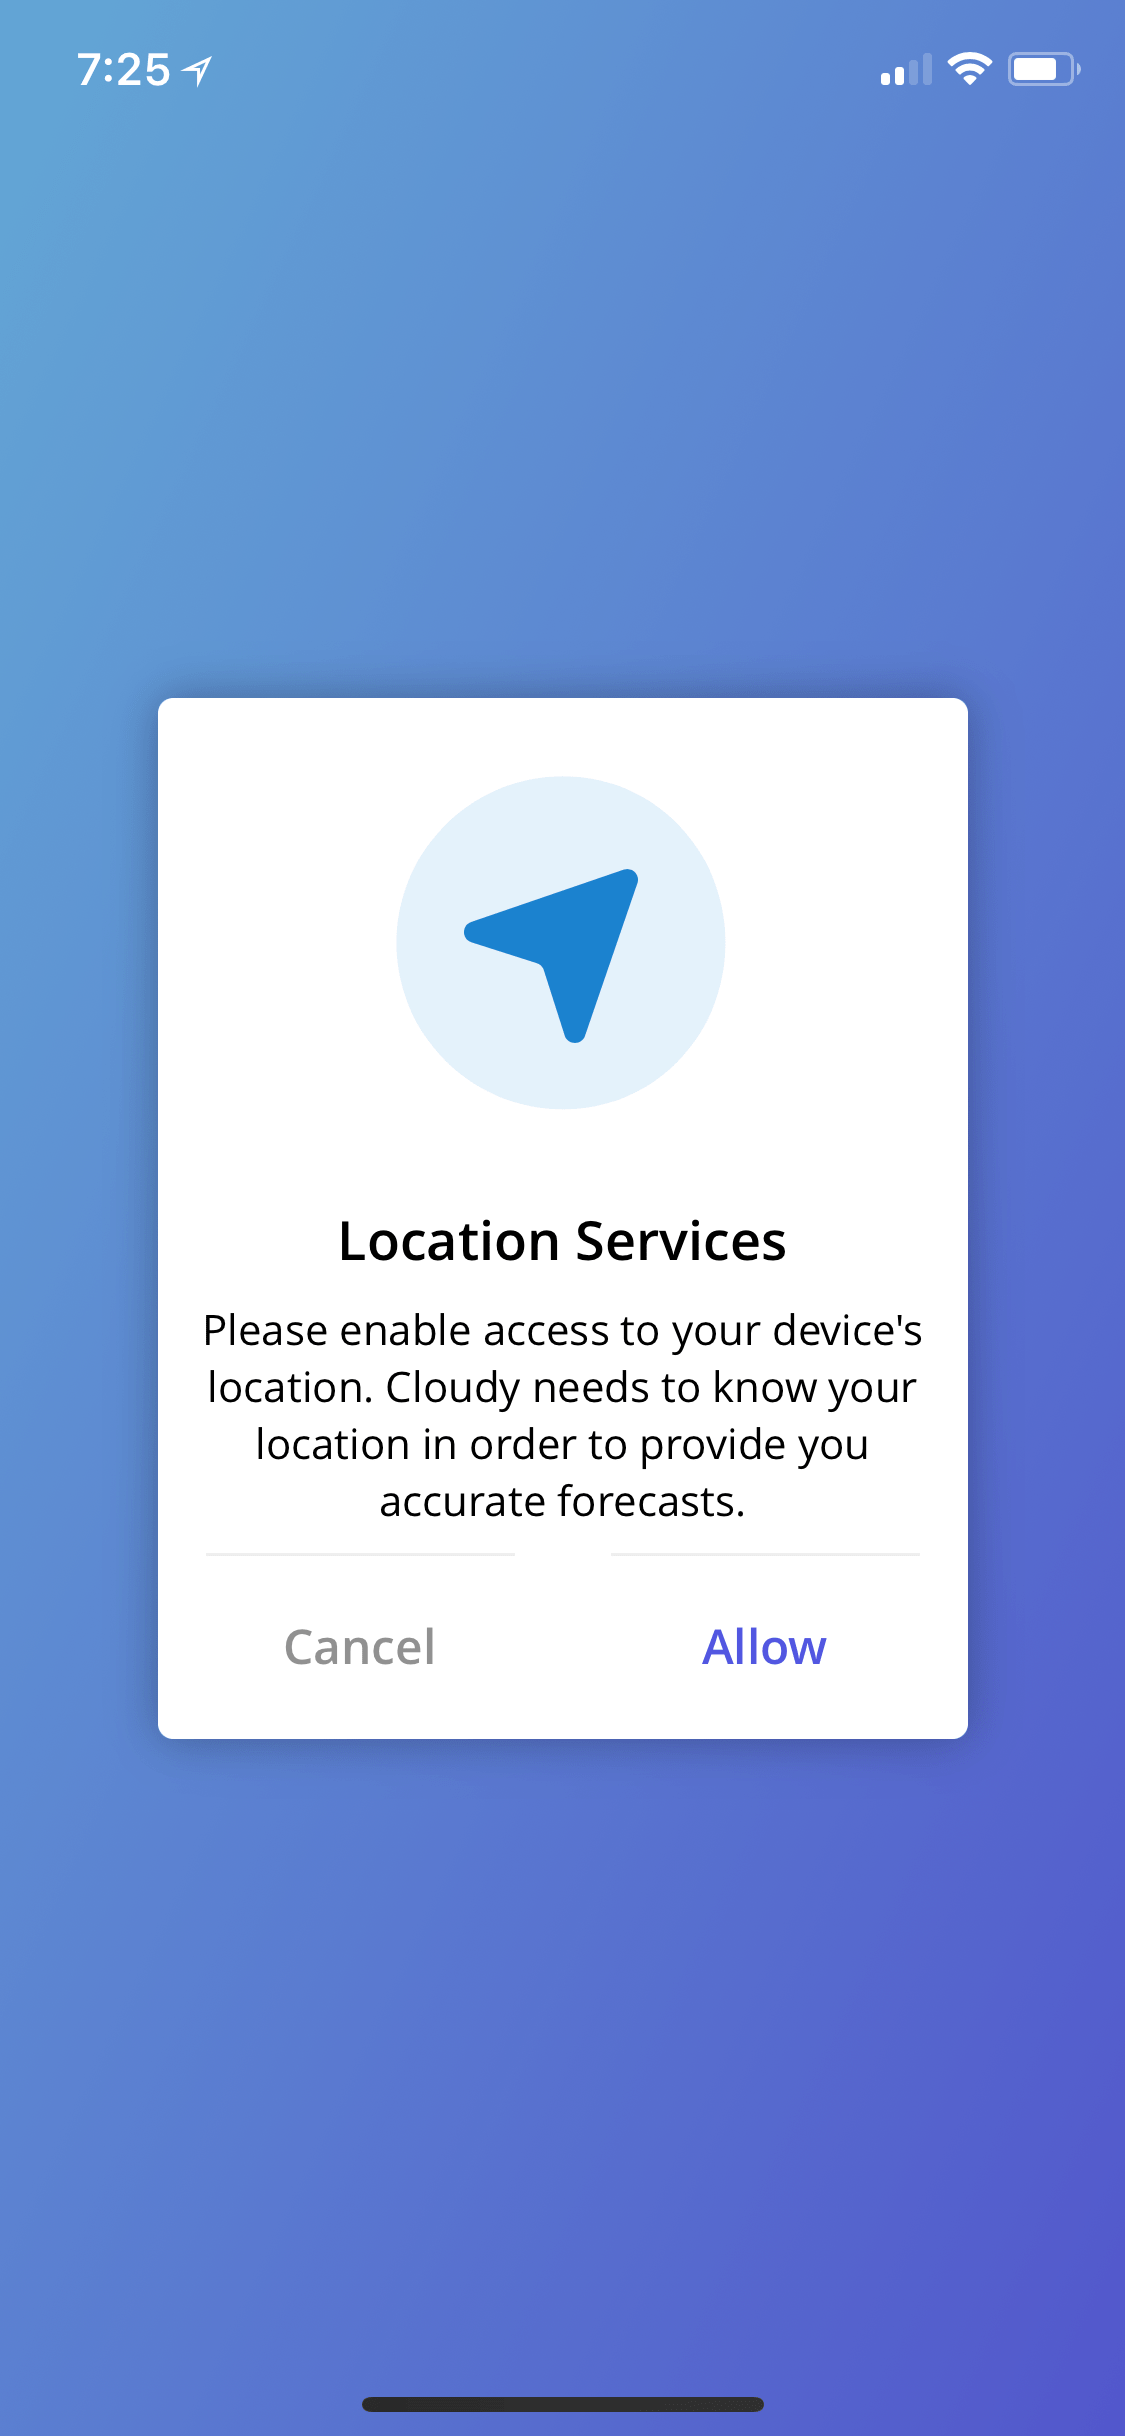 7:25
Location Services
Please enable access to your device's
location. Cloudy needs to know your
location in order to provide you
accurate forecasts.
Cancel
Allow